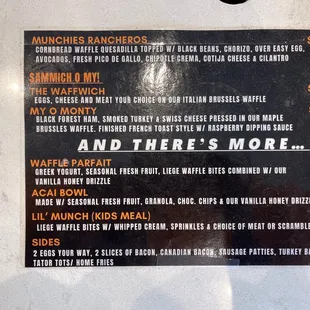 MUNCHIES RANCHEROS
CORNBREAD WAFFLE QUESADILLA TOPPED W/ BLACK BEANS, CHORIZO, OVER EASY EGG,
AVOCADOS, FRESH PICO DE GALLO, CHIPOTLE CREMA, COTIJA CHEESE & CILANTRO
SAMMICH O MY!
THE WAFFWICH
EGGS, CHEESE AND MEAT YOUR CHOICE ON OUR ITALIAN BRUSSELS WAFFLE
MY O MONTY
BLACK FOREST HAM, SMOKED TURKEY & SWISS CHEESE PRESSED IN OUR MAPLE
BRUSSLES WAFFLE. FINISHED FRENCH TOAST STYLE W/ RASPBERRY DIPPING SAUCE
AND THERE'S MORE...
WAFFLE PARFAIT
GREEK YOGURT, SEASONAL FRESH FRUIT, LIEGE WAFFLE BITES COMBINED W/ OUR
VANILLA HONEY DRIZZLE
ACAI BOWL
MADE W/ SEASONAL FRESH FRUIT, GRANOLA, CHOC. CHIPS & OUR VANILLA HONEY DRIZZL
LIL' MUNCH (KIDS MEAL)
LIEGE WAFFLE BITES W/ WHIPPED CREAM, SPRINKLES & CHOICE OF MEAT OR SCRAMBLE
SIDES
2 EGGS YOUR WAY, 2 SLICES OF BACON, CANADIAN BACON, SAUSAGE PATTIES, TURKEY BA
TATOR TOTS/ HOME FRIES